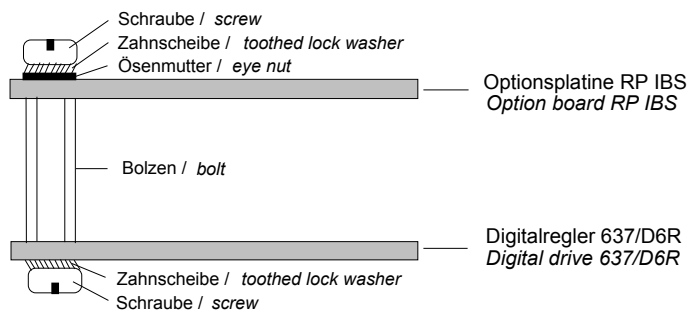 Schraube / screw
Zahnscheibe / toothed lock washer
Ösenmutter / eye nut
Optionsplatine RP IBS
Option board RP IBS
Bolzen / bolt
Digitalregler 637/D6R
Digital drive 637/D6R
Zahnscheibe / toothed lock washer
Schraube / screw